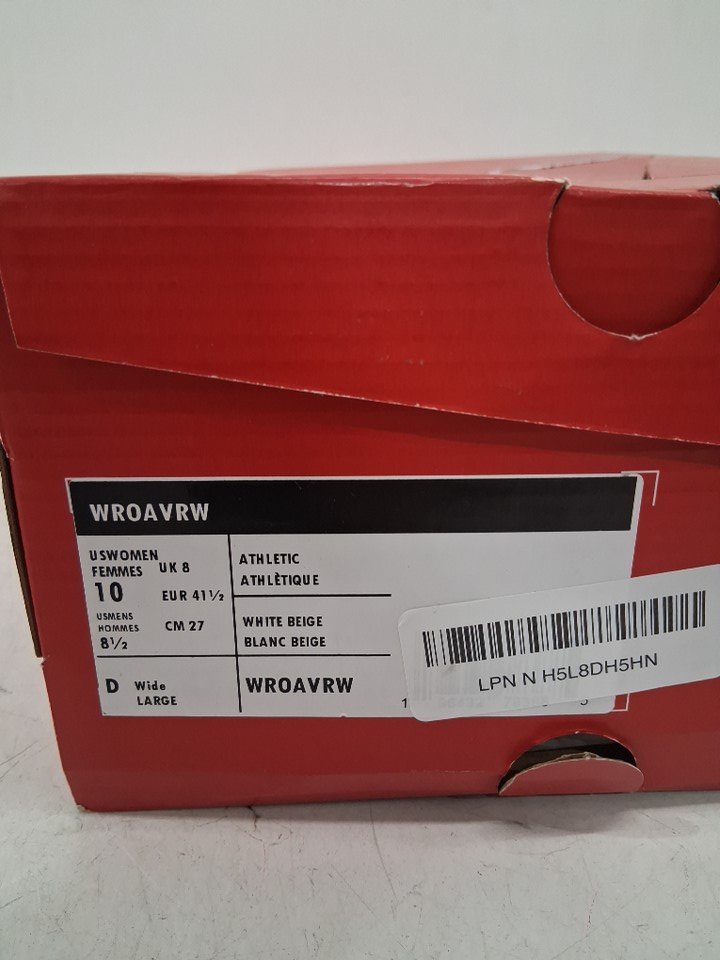 WROAVRW
USWOMEN
FEMMES
10
USMENS
HOMMES
8½
UK 8
EUR 41½
CM 27
ATHLETIC
ATHLÈTIQUE
WHITE BEIGE
BLANC BEIGE
D Wide
LARGE
WROAVRW
LPN N H5L8DH5HN